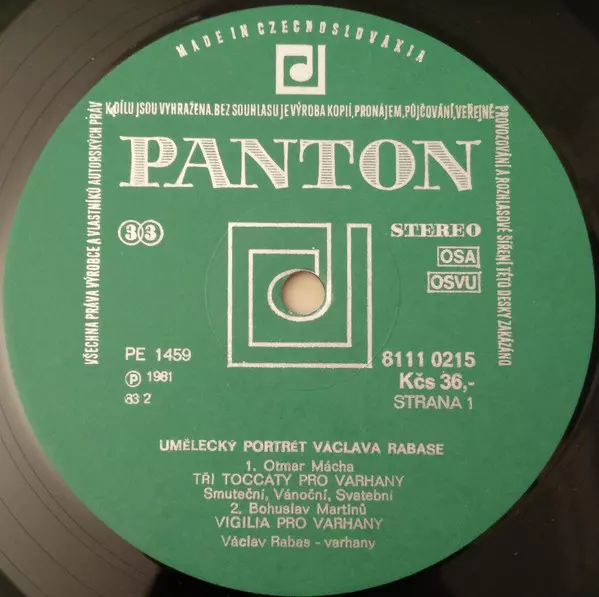 MADE IN CZECHOSLOVAKIA
VŠECHNA PRÁVA VÝROBCE A VLASTNÍKŮ AUTORSKÝCH PRÁV
K DÍLU JSOU VYHRAŽENA. BEZ SOUHLASU JE VÝROBA KOPIÍ, PRONÁJEM, PŮJČOVÁNÍ, VEŘEJNÉ
PROVOZOVÁNÍ A ROZHLASOVÉ ŠÍŘENÍ TÉTO DESKY ZAKÁZÁNO
PANTON
33
STEREO
OSA
OSVU
PE 1459
℗ 1981
83 2
8111 0215
Kčs 36,-
STRANA 1
UMĚLECKÝ PORTRÉT VÁCLAVA RABASE
1. Otmar Mácha
TŘI TOCCATY PRO VARHANY
Smuteční, Vánoční, Svatební
2. Bohuslav Martinů
VIGILIA PRO VARHANY
Václav Rabas - varhany